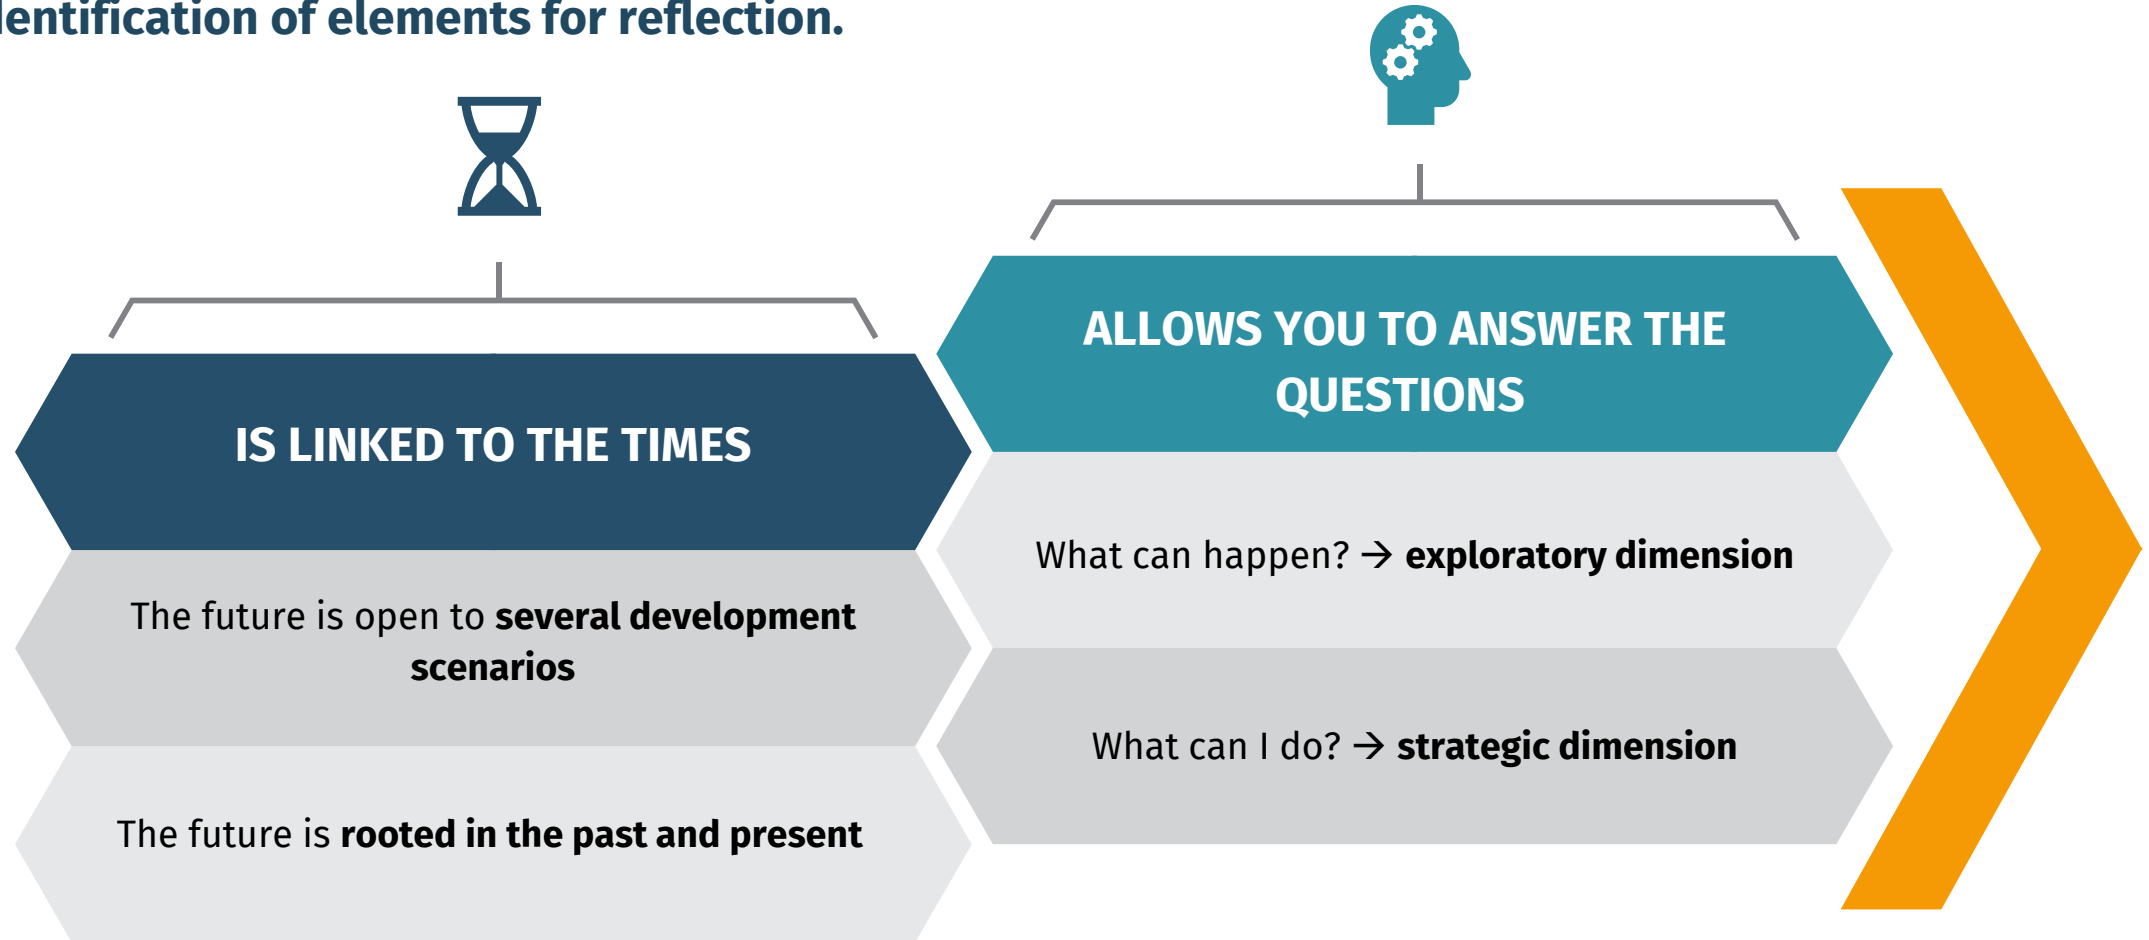 dentification of elements for reflection.
IS LINKED TO THE TIMES
The future is open to several development
scenarios
The future is rooted in the past and present
ALLOWS YOU TO ANSWER THE
QUESTIONS
What can happen? → exploratory dimension
What can I do? → strategic dimension